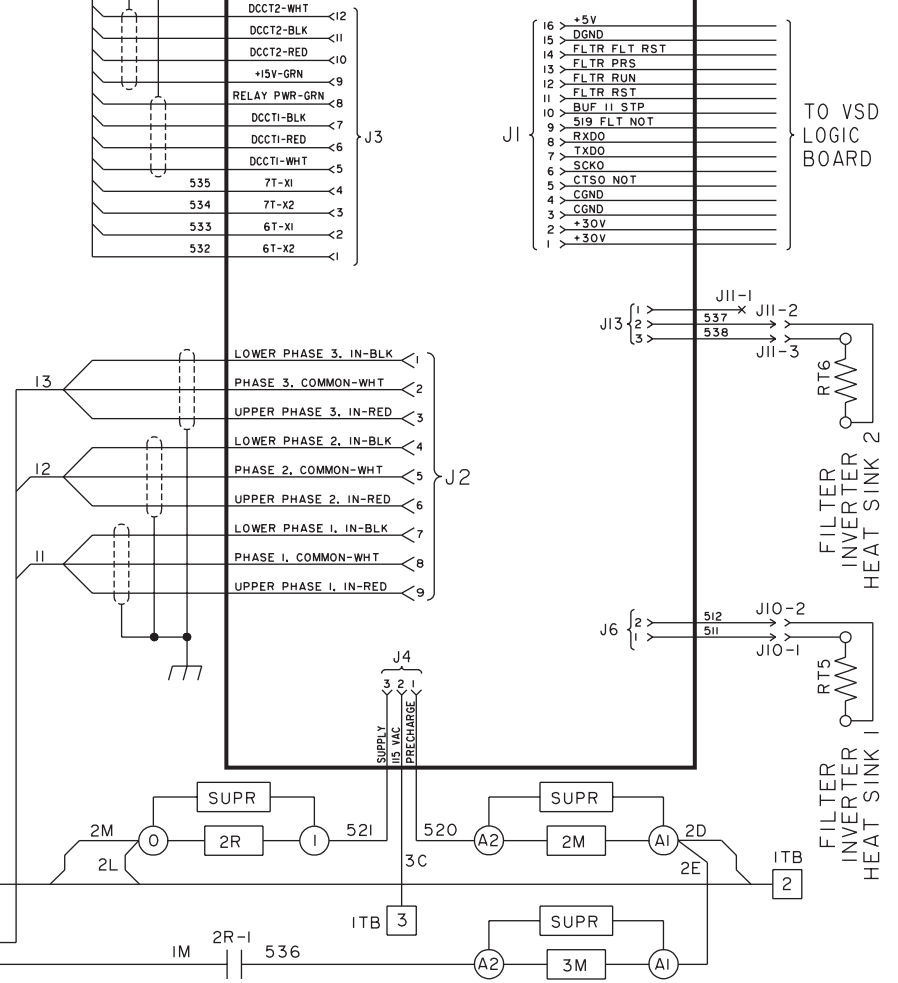 DCCT2-WHT 12
DCCT2-BLK 11
DCCT2-RED 10
+15V-GRN 9
RELAY PWR-GRN 8
DCCT1-BLK 7
DCCT1-RED 6
DCCT1-WHT 5
535 7T-X1 4
534 7T-X2 3
533 6T-X1 2
532 6T-X2 1
J3
J1
16 +5V
15 DGND
14 FLTR FLT RST
13 FLTR PRS
12 FLTR RUN
11 FLTR RST
10 BUF 11 STP
9 519 FLT NOT
8 RXDO
7 TXDO
6 SCKO
5 CTSO NOT
4 CGND
3 CGND
2 +30V
1 +30V
TO VSD
LOGIC
BOARD
J13
1 J11-1
2 537 J11-2
3 538 J11-3
RT6
FILTER
INVERTER
HEAT SINK 2
13
LOWER PHASE 3, IN-BLK 1
PHASE 3, COMMON-WHT 2
UPPER PHASE 3, IN-RED 3
12
LOWER PHASE 2, IN-BLK 4
PHASE 2, COMMON-WHT 5
UPPER PHASE 2, IN-RED 6
11
LOWER PHASE 1, IN-BLK 7
PHASE 1, COMMON-WHT 8
UPPER PHASE 1, IN-RED 9
J2
J6
2 512 J10-2
1 511 J10-1
RT5
FILTER
INVERTER
HEAT SINK 1
J4
3 2 1
SUPPLY
115 VAC
PRECHARGE
SUPR
2M 0 2R 1 521
2L
3C
1TB 3
SUPR
520 A2 2M A1 2D
2E
1TB
2
1M 2R-1 536
SUPR
A2 3M A1